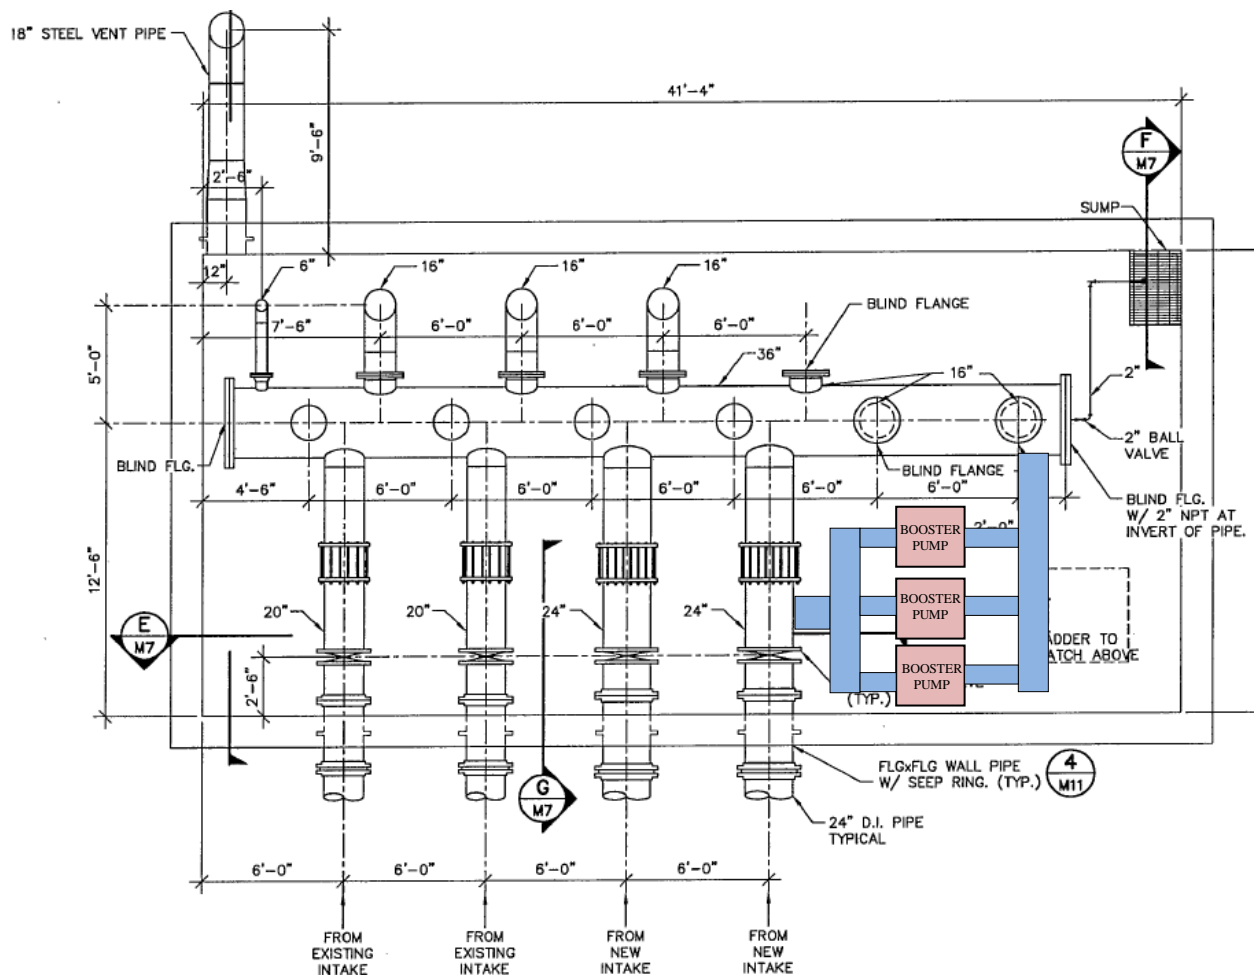 18" STEEL VENT PIPE
41'-4"
9'-6"
F
M7
2'-6"
SUMP
12"
6"
16"
16"
16"
BLIND FLANGE
7'-6"
6'-0"
6'-0"
6'-0"
5'-0"
36"
16"
2"
2" BALL
VALVE
BLIND FLG.
BLIND FLANGE
4'-6"
6'-0"
6'-0"
6'-0"
6'-0"
6'-0"
BLIND FLG.
W/ 2" NPT AT
INVERT OF PIPE.
2'-0"
BOOSTER
PUMP
BOOSTER
PUMP
BOOSTER
PUMP
12'-6"
20"
20"
24"
24"
E
M7
ADDER TO
ATCH ABOVE
2'-6"
(TYP.)
FLGxFLG WALL PIPE
W/ SEEP RING. (TYP.)
4
M11
G
M7
24" D.I. PIPE
TYPICAL
6'-0"
6'-0"
6'-0"
6'-0"
FROM
EXISTING
INTAKE
FROM
EXISTING
INTAKE
FROM
NEW
INTAKE
FROM
NEW
INTAKE